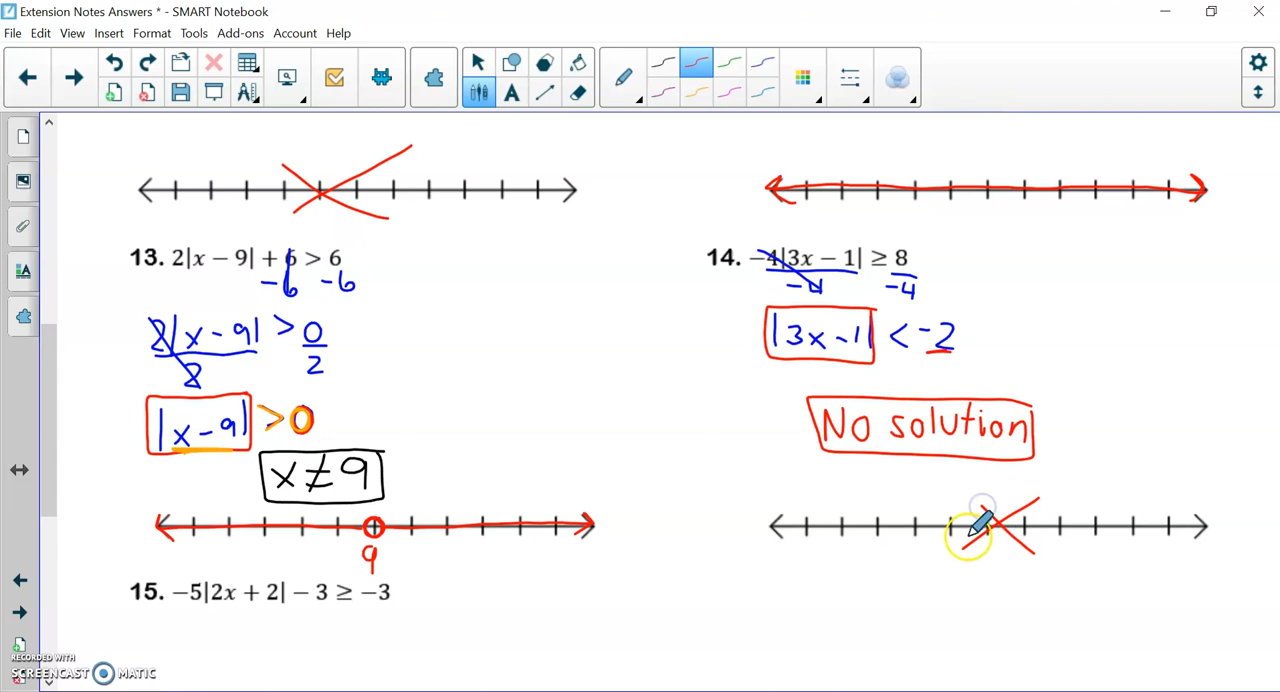 Extension Notes Answers * - SMART Notebook
File Edit View Insert Format Tools Add-ons Account Help
13. 2|x − 9| + 6 > 6
−6 −6
2|x − 9| > 0
2 2
|x − 9| > 0
x ≠ 9
9
14. −4|3x − 1| ≥ 8
−4 −4
|3x − 1| < −2
No solution
15. −5|2x + 2| − 3 ≥ −3
RECORDED WITH
SCREENCAST MATIC